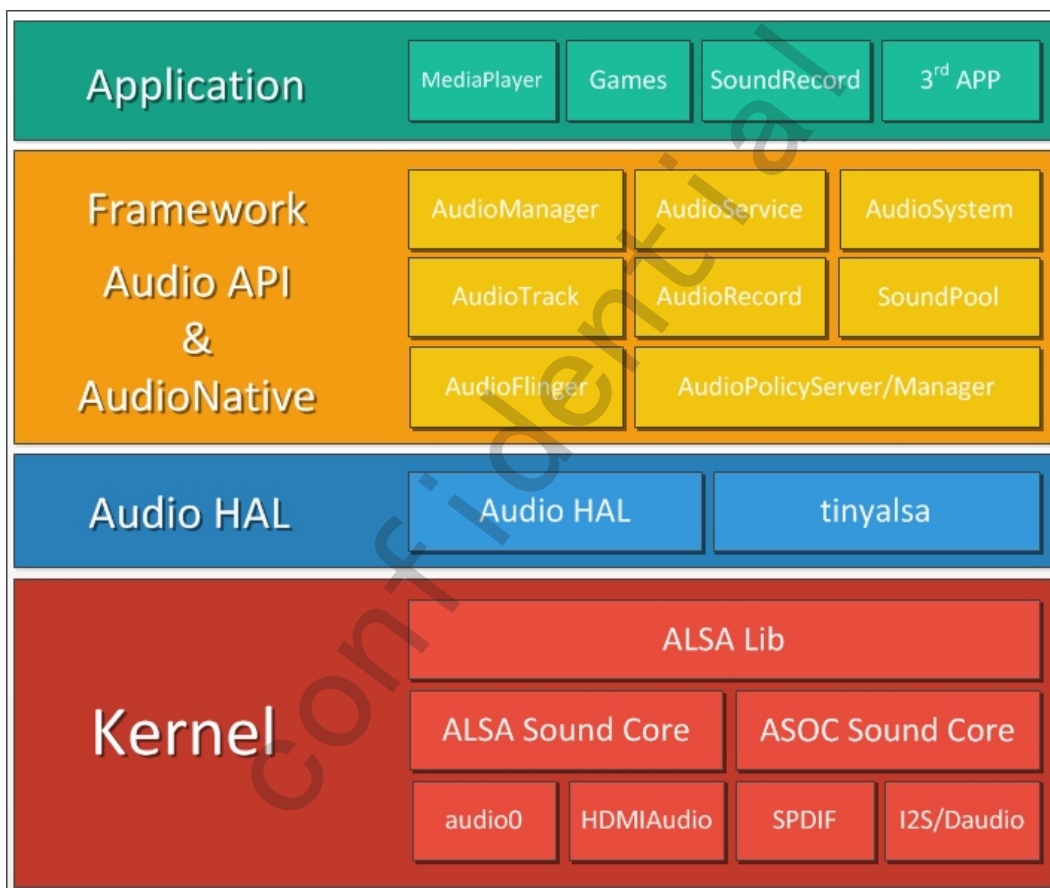 Application
MediaPlayer
Games
SoundRecord
3rd APP
Framework
Audio API
&
AudioNative
AudioManager
AudioService
AudioSystem
AudioTrack
AudioRecord
SoundPool
AudioFlinger
AudioPolicyServer/Manager
Audio HAL
Audio HAL
tinyalsa
Kernel
ALSA Lib
ALSA Sound Core
ASOC Sound Core
audio0
HDMIAudio
SPDIF
I2S/Daudio
confidential